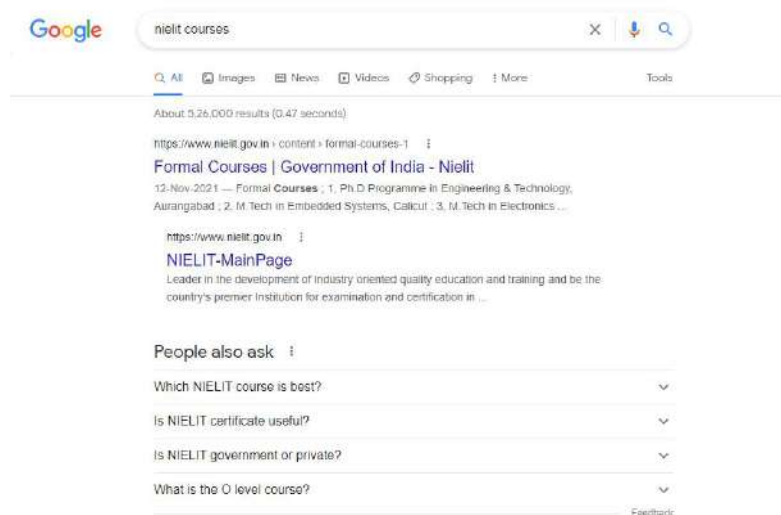 Google
nielit courses
All Images News Videos Shopping More Tools
About 5,26,000 results (0.47 seconds)
https://www.nielit.gov.in › content › formal-courses-1
Formal Courses | Government of India - Nielit
12-Nov-2021 — Formal Courses ; 1, Ph.D Programme in Engineering & Technology,
Aurangabad ; 2, M.Tech in Embedded Systems, Calicut ; 3, M.Tech in Electronics ...
https://www.nielit.gov.in
NIELIT-MainPage
Leader in the development of industry oriented quality education and training and be the
country's premier Institution for examination and certification in ...
People also ask
Which NIELIT course is best?
Is NIELIT certificate useful?
Is NIELIT government or private?
What is the O level course?
Feedback